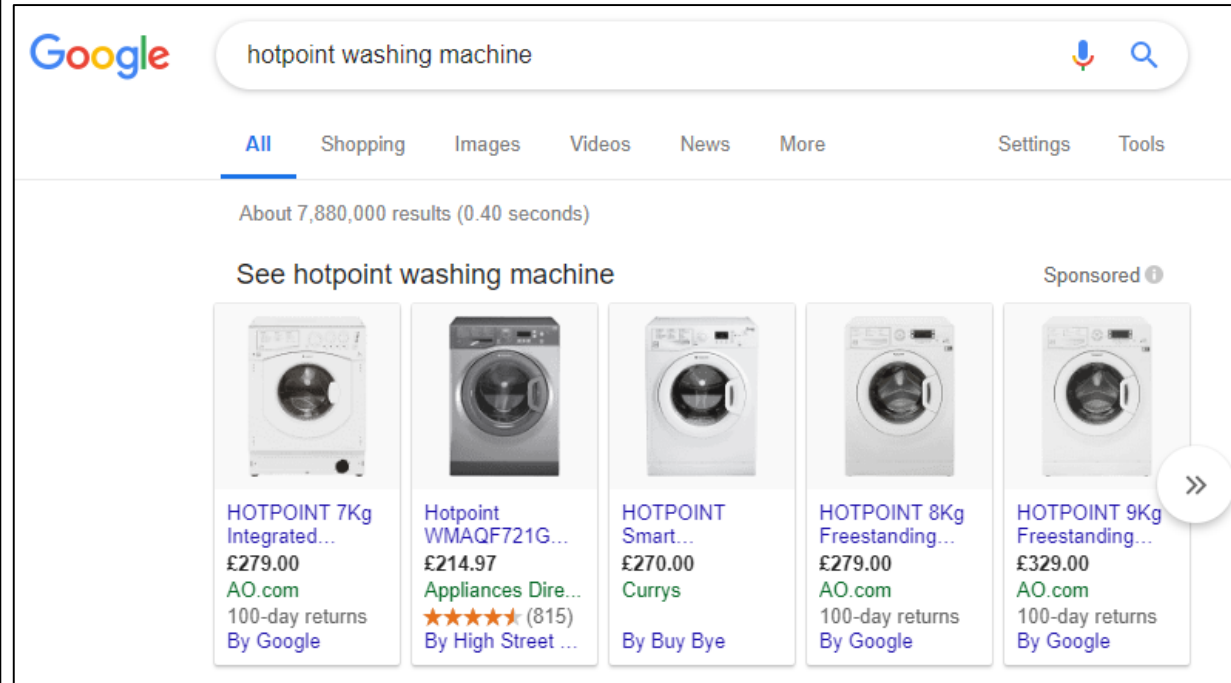 Google
hotpoint washing machine
All Shopping Images Videos News More Settings Tools
About 7,880,000 results (0.40 seconds)
See hotpoint washing machine
Sponsored
HOTPOINT 7Kg
Integrated...
£279.00
AO.com
100-day returns
By Google
Hotpoint
WMAQF721G...
£214.97
Appliances Dire...
(815)
By High Street ...
HOTPOINT
Smart...
£270.00
Currys
By Buy Bye
HOTPOINT 8Kg
Freestanding...
£279.00
AO.com
100-day returns
By Google
HOTPOINT 9Kg
Freestanding...
£329.00
AO.com
100-day returns
By Google